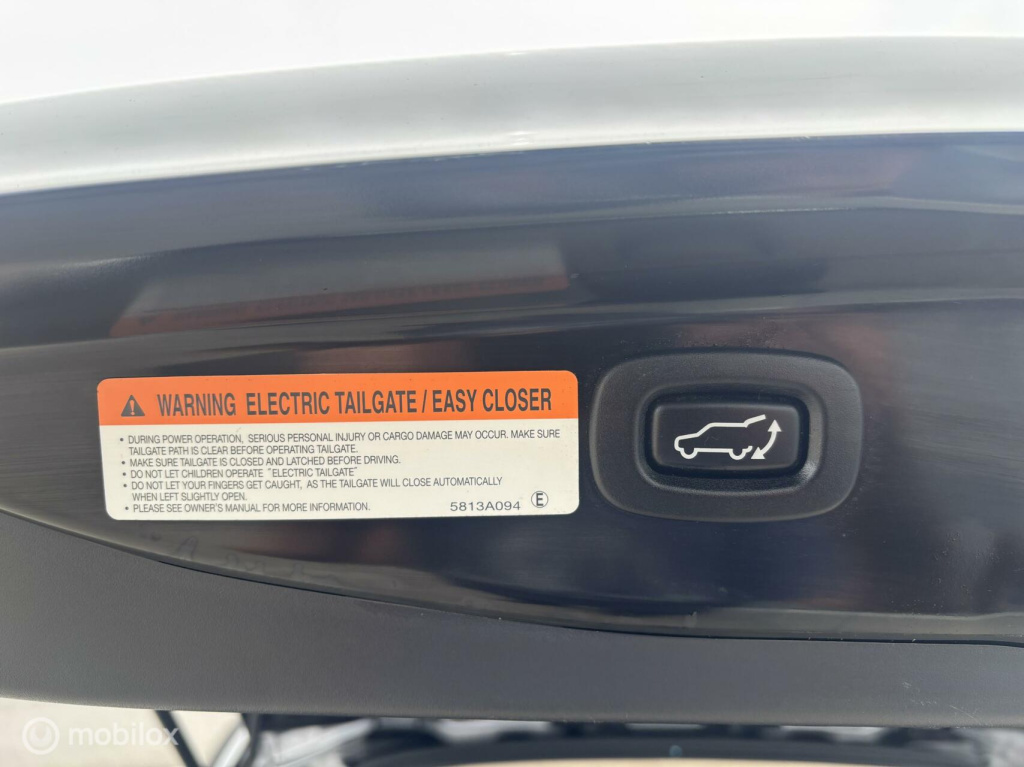 WARNING ELECTRIC TAILGATE / EASY CLOSER
• DURING POWER OPERATION, SERIOUS PERSONAL INJURY OR CARGO DAMAGE MAY OCCUR. MAKE SURE
TAILGATE PATH IS CLEAR BEFORE OPERATING TAILGATE.
• MAKE SURE TAILGATE IS CLOSED AND LATCHED BEFORE DRIVING.
• DO NOT LET CHILDREN OPERATE "ELECTRIC TAILGATE"
• DO NOT LET YOUR FINGERS GET CAUGHT, AS THE TAILGATE WILL CLOSE AUTOMATICALLY
WHEN LEFT SLIGHTLY OPEN.
• PLEASE SEE OWNER'S MANUAL FOR MORE INFORMATION. 5813A094 E
mobilox